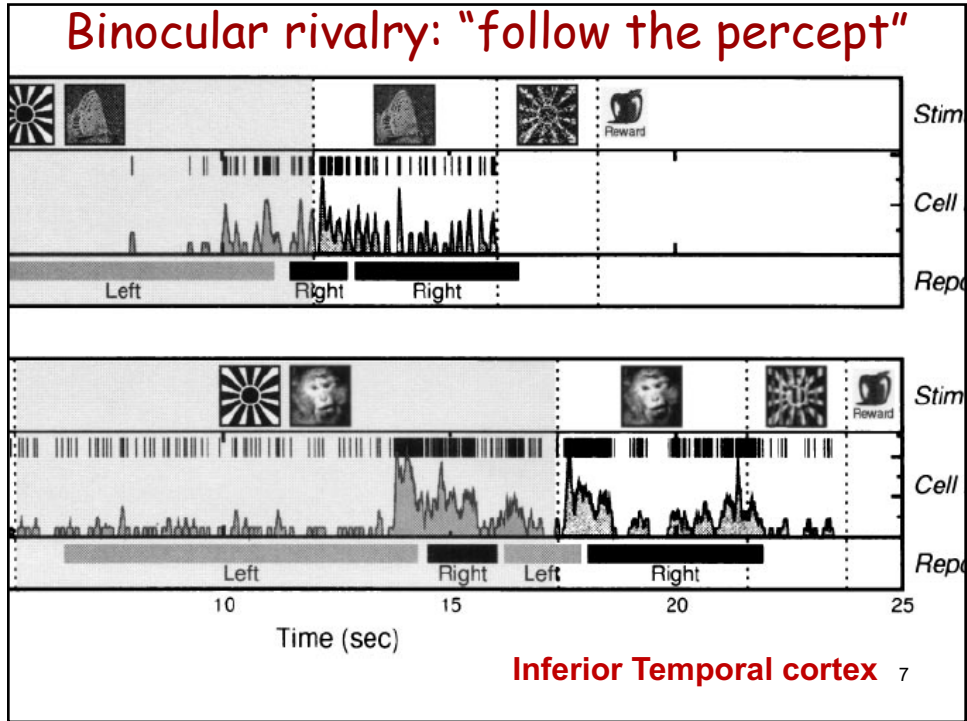 Binocular rivalry: “follow the percept”
Reward
Stim
Cell
Left Right Right
Repo
Reward
Stim
Cell
Left Right Left Right
Repo
10 15 20 25
Time (sec)
Inferior Temporal cortex 7